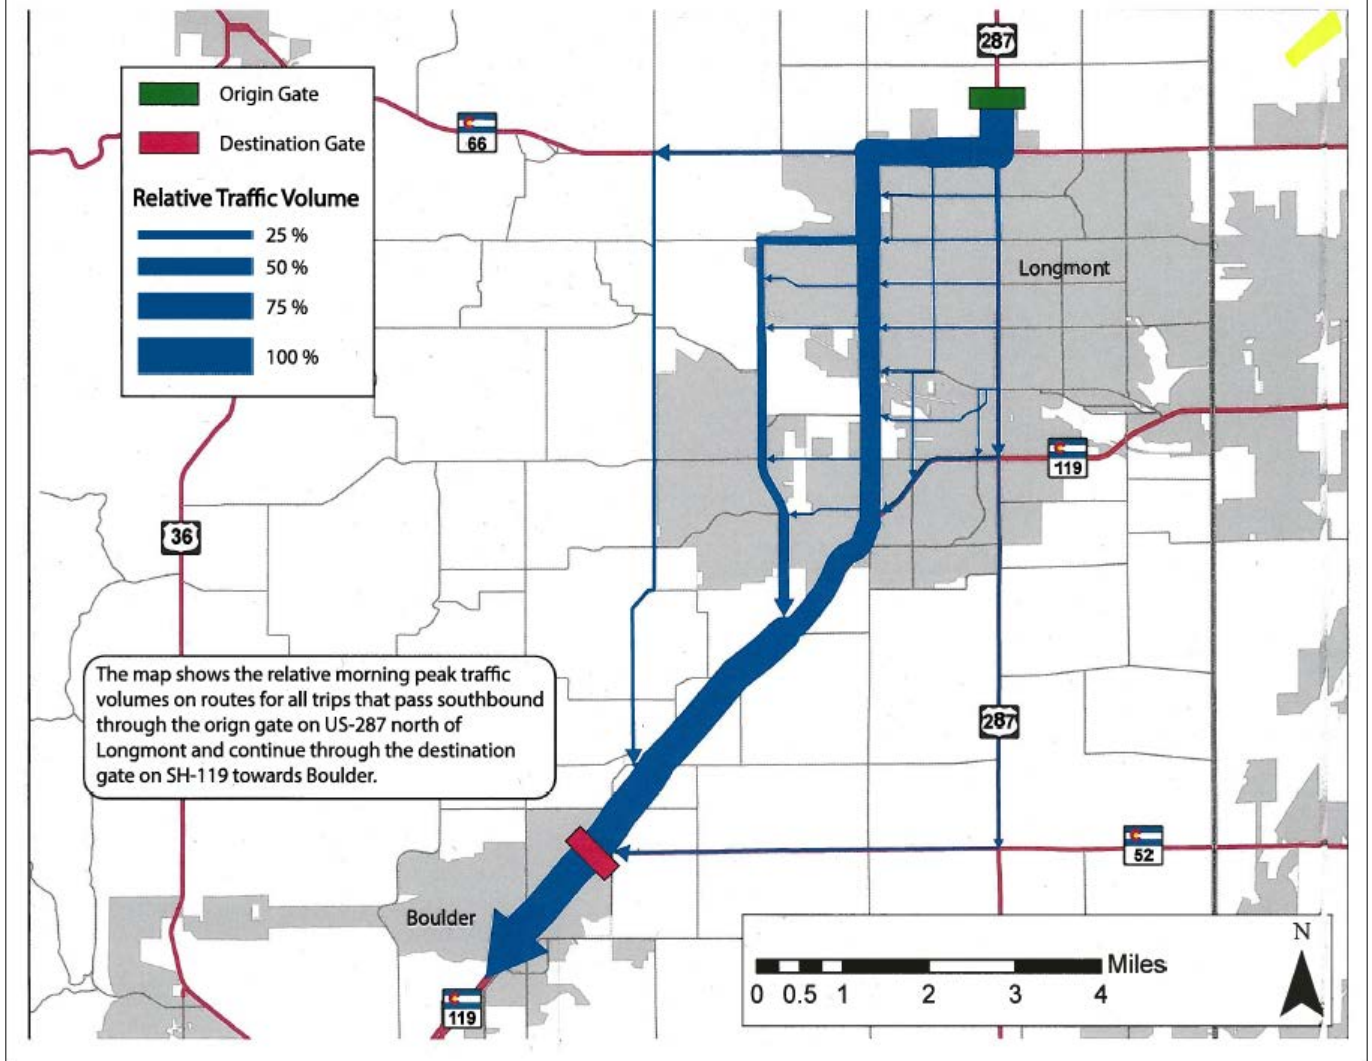 287
Origin Gate
Destination Gate
66
Relative Traffic Volume
25 %
50 %
75 %
100 %
Longmont
119
36
The map shows the relative morning peak traffic
volumes on routes for all trips that pass southbound
through the orign gate on US-287 north of
Longmont and continue through the destination
gate on SH-119 towards Boulder.
287
52
Boulder
N
Miles
0 0.5 1 2 3 4
119